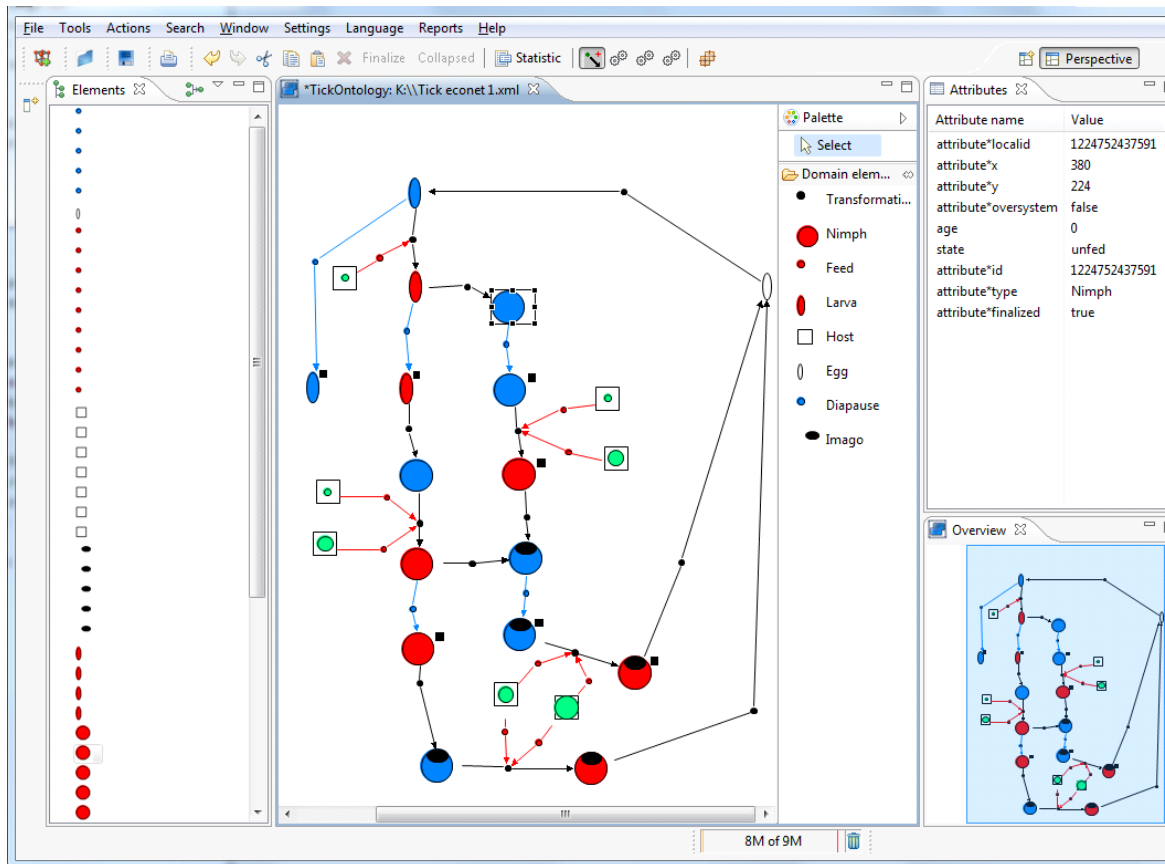 File Tools Actions Search Window Settings Language Reports Help
Finalize Collapsed Statistic Perspective
Elements
*TickOntology: K:\\Tick econet 1.xml
Palette
Select
Domain elem...
Transformati...
Nimph
Feed
Larva
Host
Egg
Diapause
Imago
Attributes
Attribute name Value
attribute*localid 1224752437591
attribute*x 380
attribute*y 224
attribute*oversystem false
age 0
state unfed
attribute*id 1224752437591
attribute*type Nimph
attribute*finalized true
Overview
8M of 9M